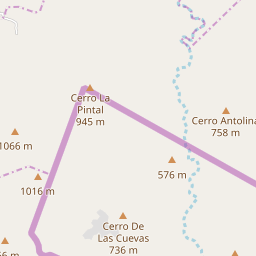 Cerro La
Pintal
945 m
Cerro Antolina
758 m
1066 m
576 m
1016 m
Cerro De
Las Cuevas
736 m